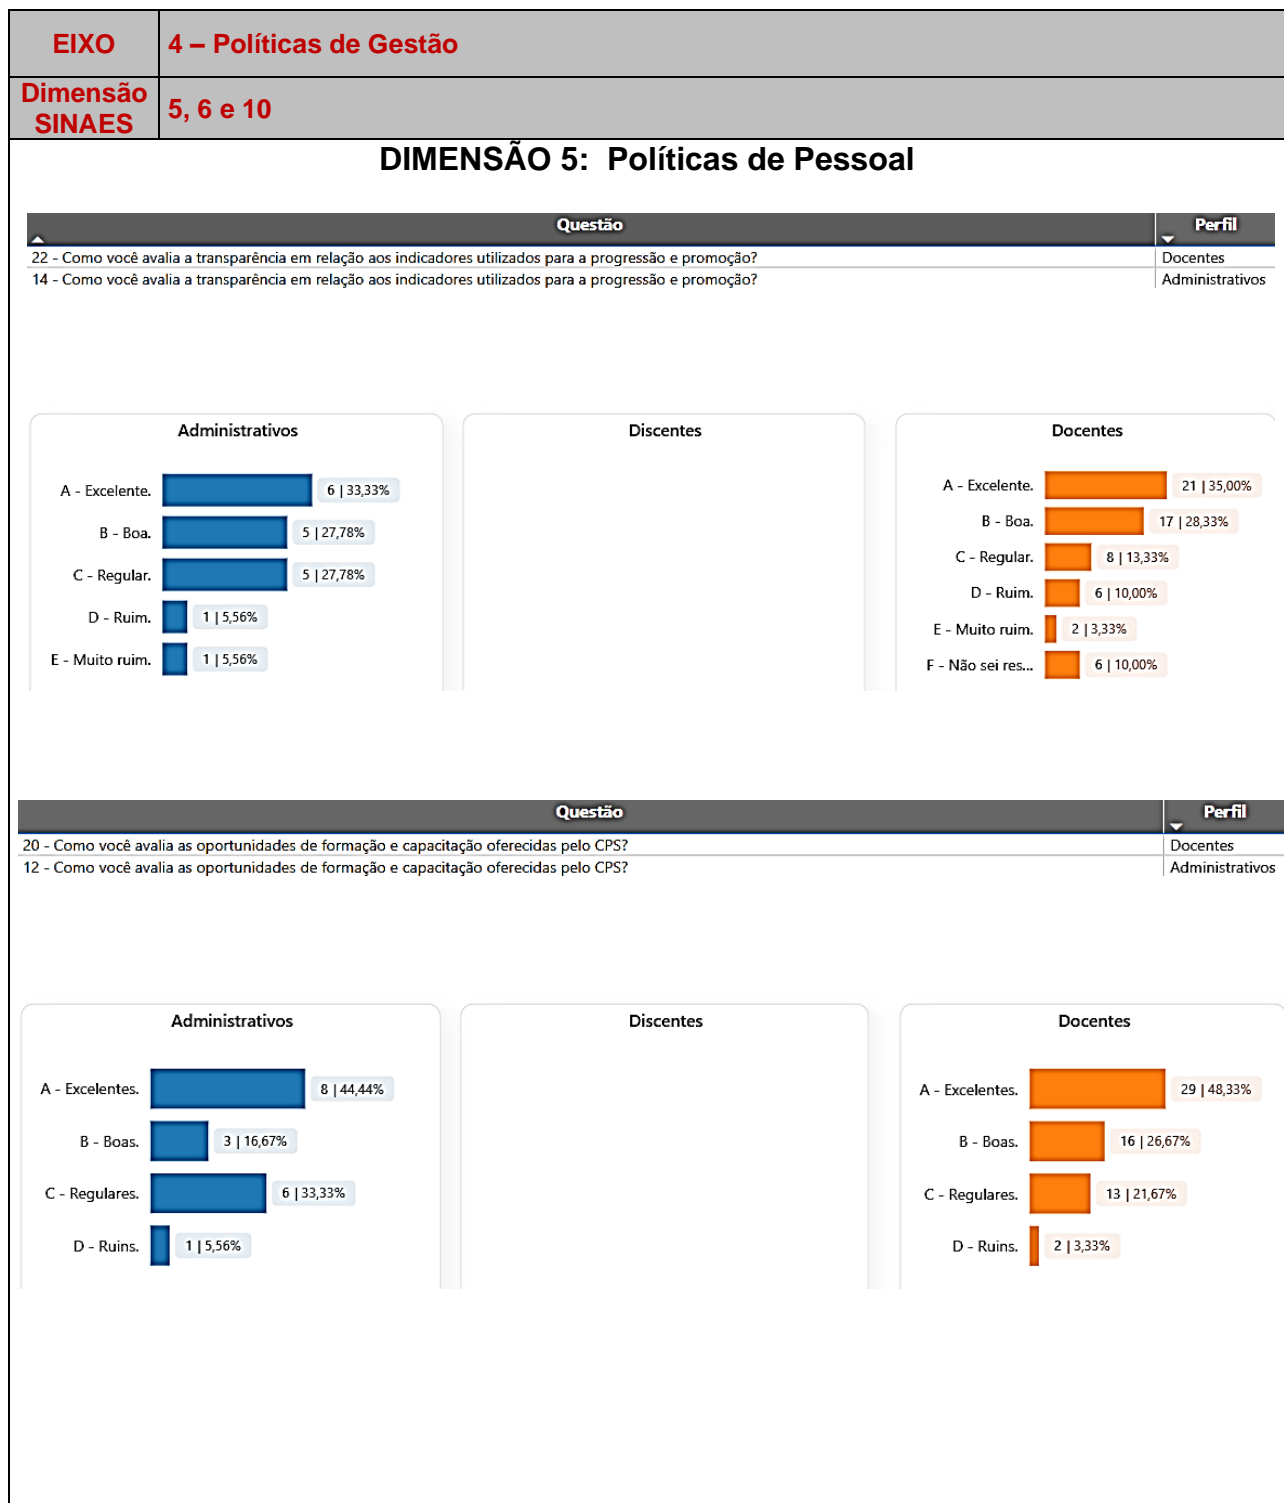 EIXO 4 – Políticas de Gestão
Dimensão SINAES 5, 6 e 10
DIMENSÃO 5: Políticas de Pessoal
Questão Perfil
22 - Como você avalia a transparência em relação aos indicadores utilizados para a progressão e promoção? Docentes
14 - Como você avalia a transparência em relação aos indicadores utilizados para a progressão e promoção? Administrativos
Administrativos
A - Excelente. 6 | 33,33%
B - Boa. 5 | 27,78%
C - Regular. 5 | 27,78%
D - Ruim. 1 | 5,56%
E - Muito ruim. 1 | 5,56%
Discentes
Docentes
A - Excelente. 21 | 35,00%
B - Boa. 17 | 28,33%
C - Regular. 8 | 13,33%
D - Ruim. 6 | 10,00%
E - Muito ruim. 2 | 3,33%
F - Não sei res... 6 | 10,00%
Questão Perfil
20 - Como você avalia as oportunidades de formação e capacitação oferecidas pelo CPS? Docentes
12 - Como você avalia as oportunidades de formação e capacitação oferecidas pelo CPS? Administrativos
Administrativos
A - Excelentes. 8 | 44,44%
B - Boas. 3 | 16,67%
C - Regulares. 6 | 33,33%
D - Ruins. 1 | 5,56%
Discentes
Docentes
A - Excelentes. 29 | 48,33%
B - Boas. 16 | 26,67%
C - Regulares. 13 | 21,67%
D - Ruins. 2 | 3,33%